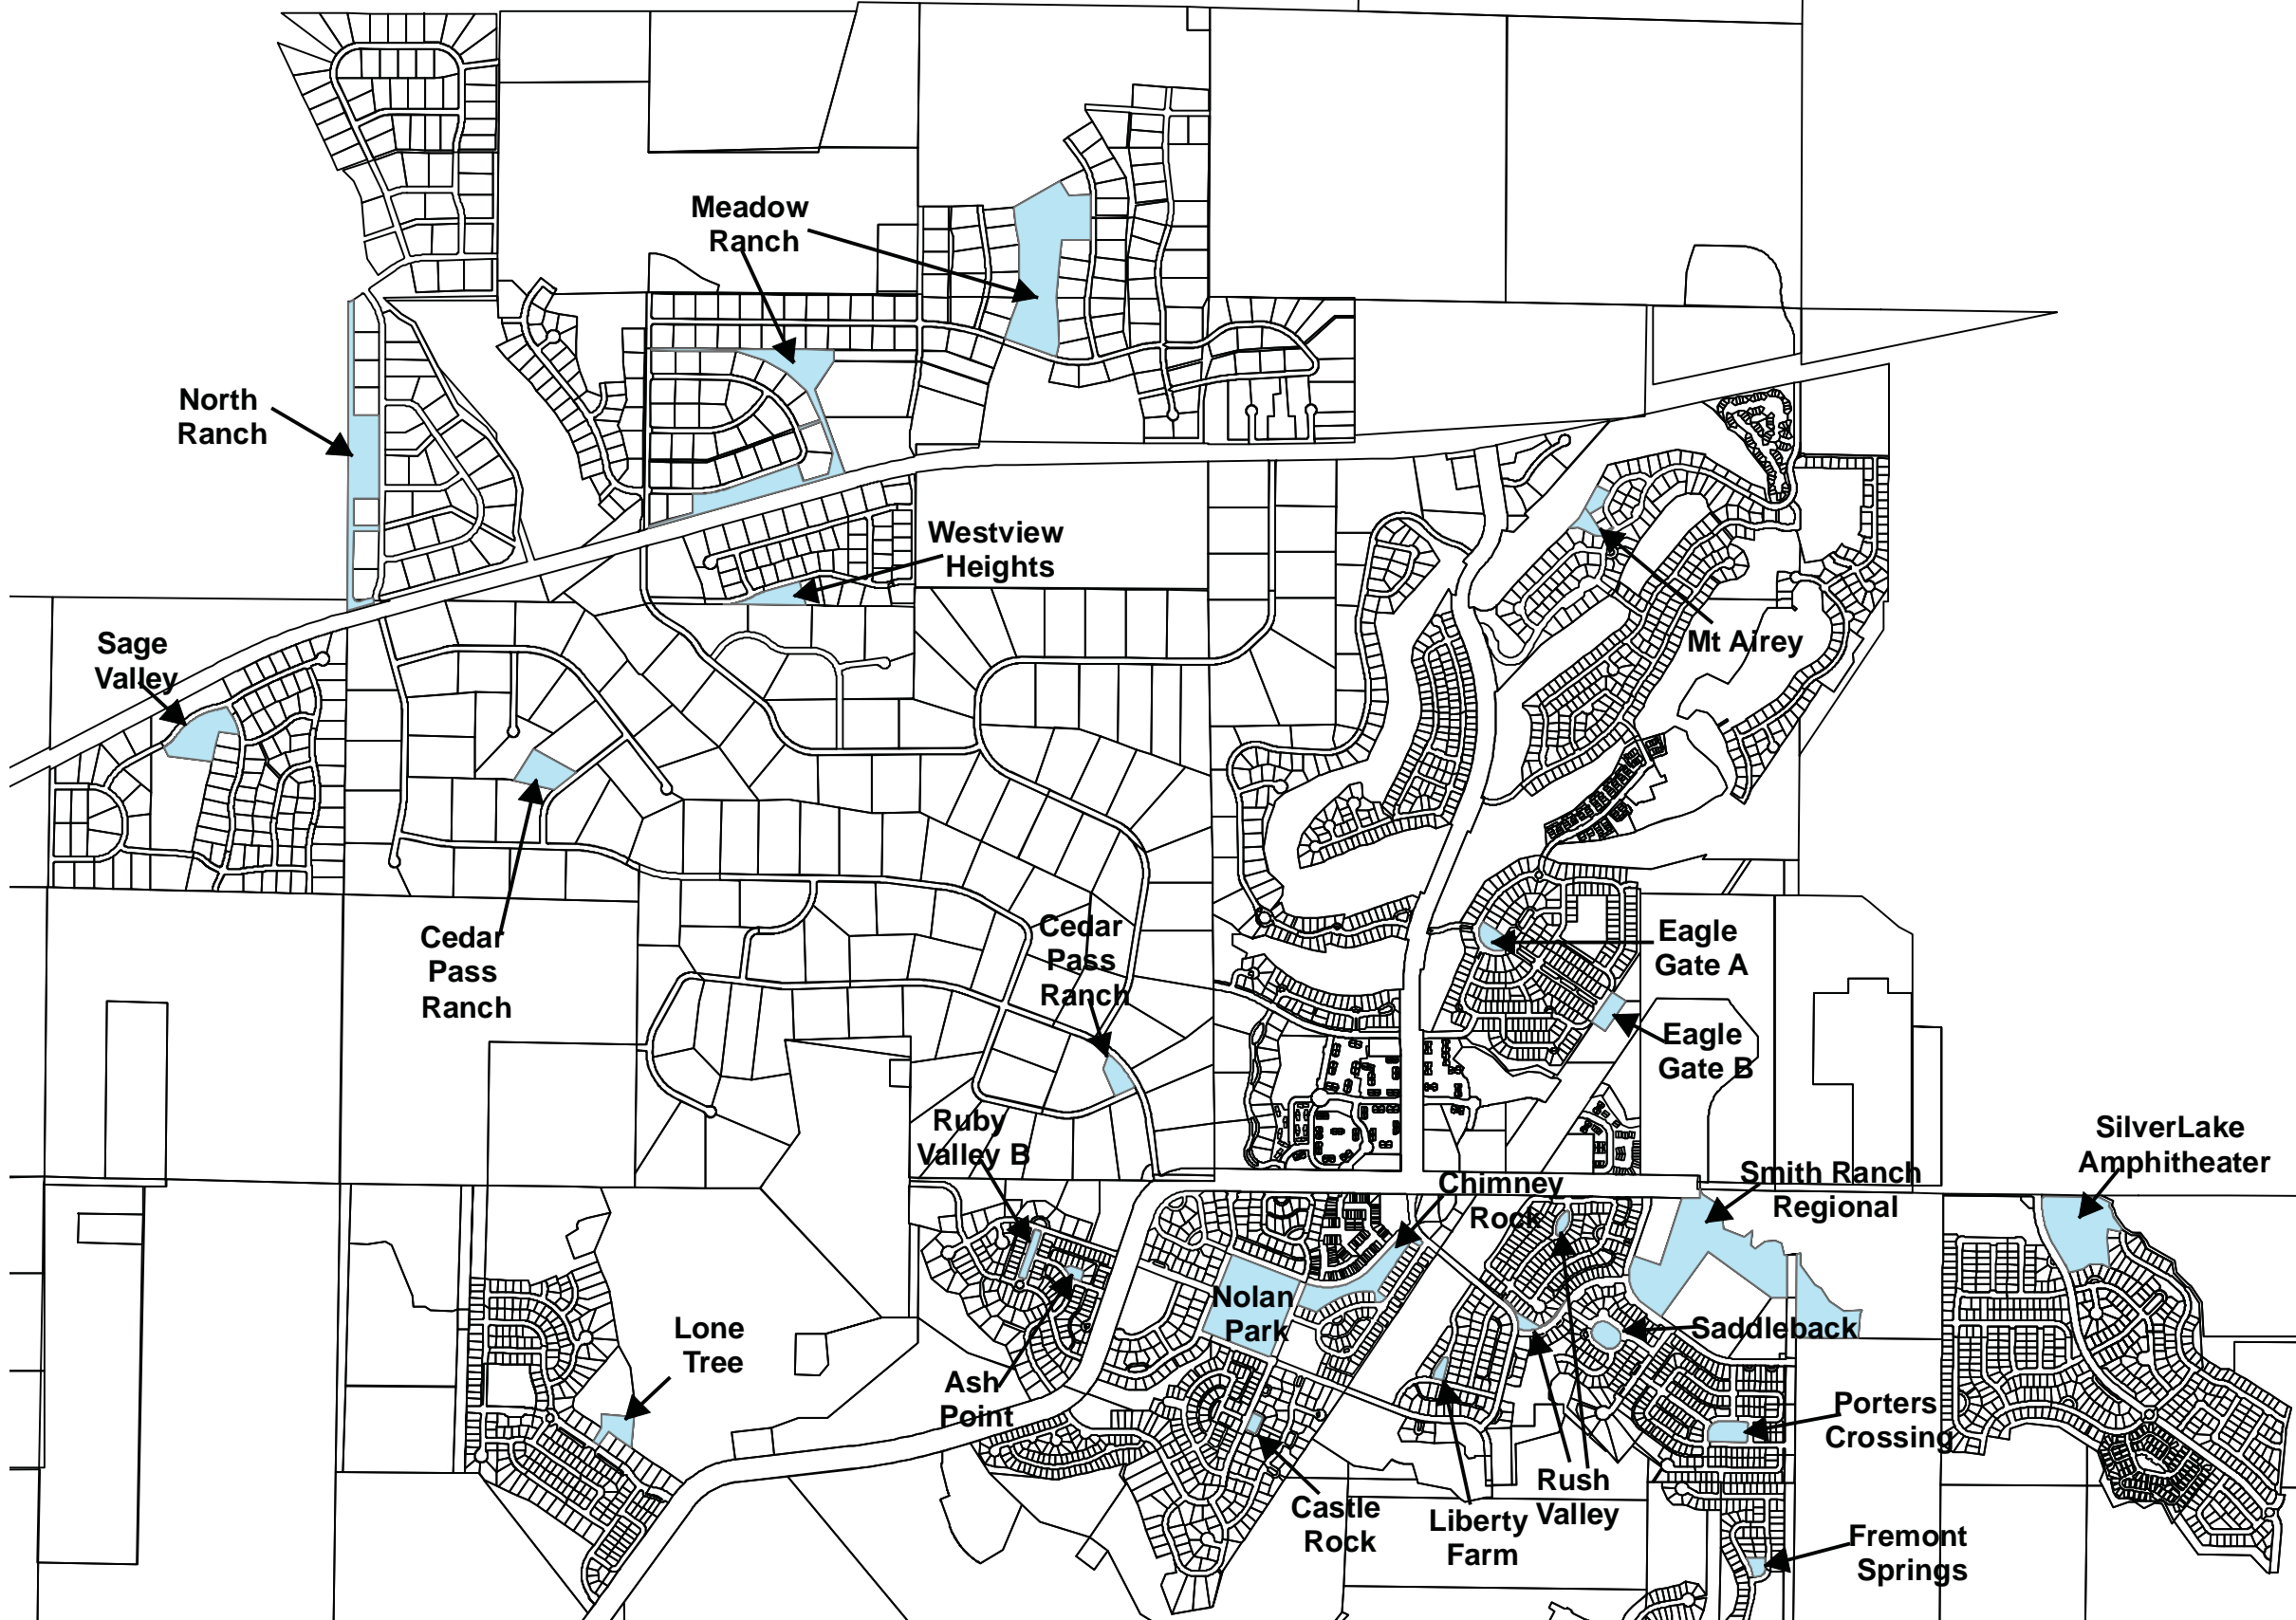 Meadow
Ranch
North
Ranch
Westview
Heights
Sage
Valley
Mt Airey
Cedar
Pass
Ranch
Cedar
Pass
Ranch
Eagle
Gate A
Eagle
Gate B
Ruby
Valley B
SilverLake
Amphitheater
Smith Ranch
Regional
Chimney
Rock
Nolan
Park
Lone
Tree
Saddleback
Ash
Point
Porters
Crossing
Castle
Rock
Liberty
Farm
Rush
Valley
Fremont
Springs